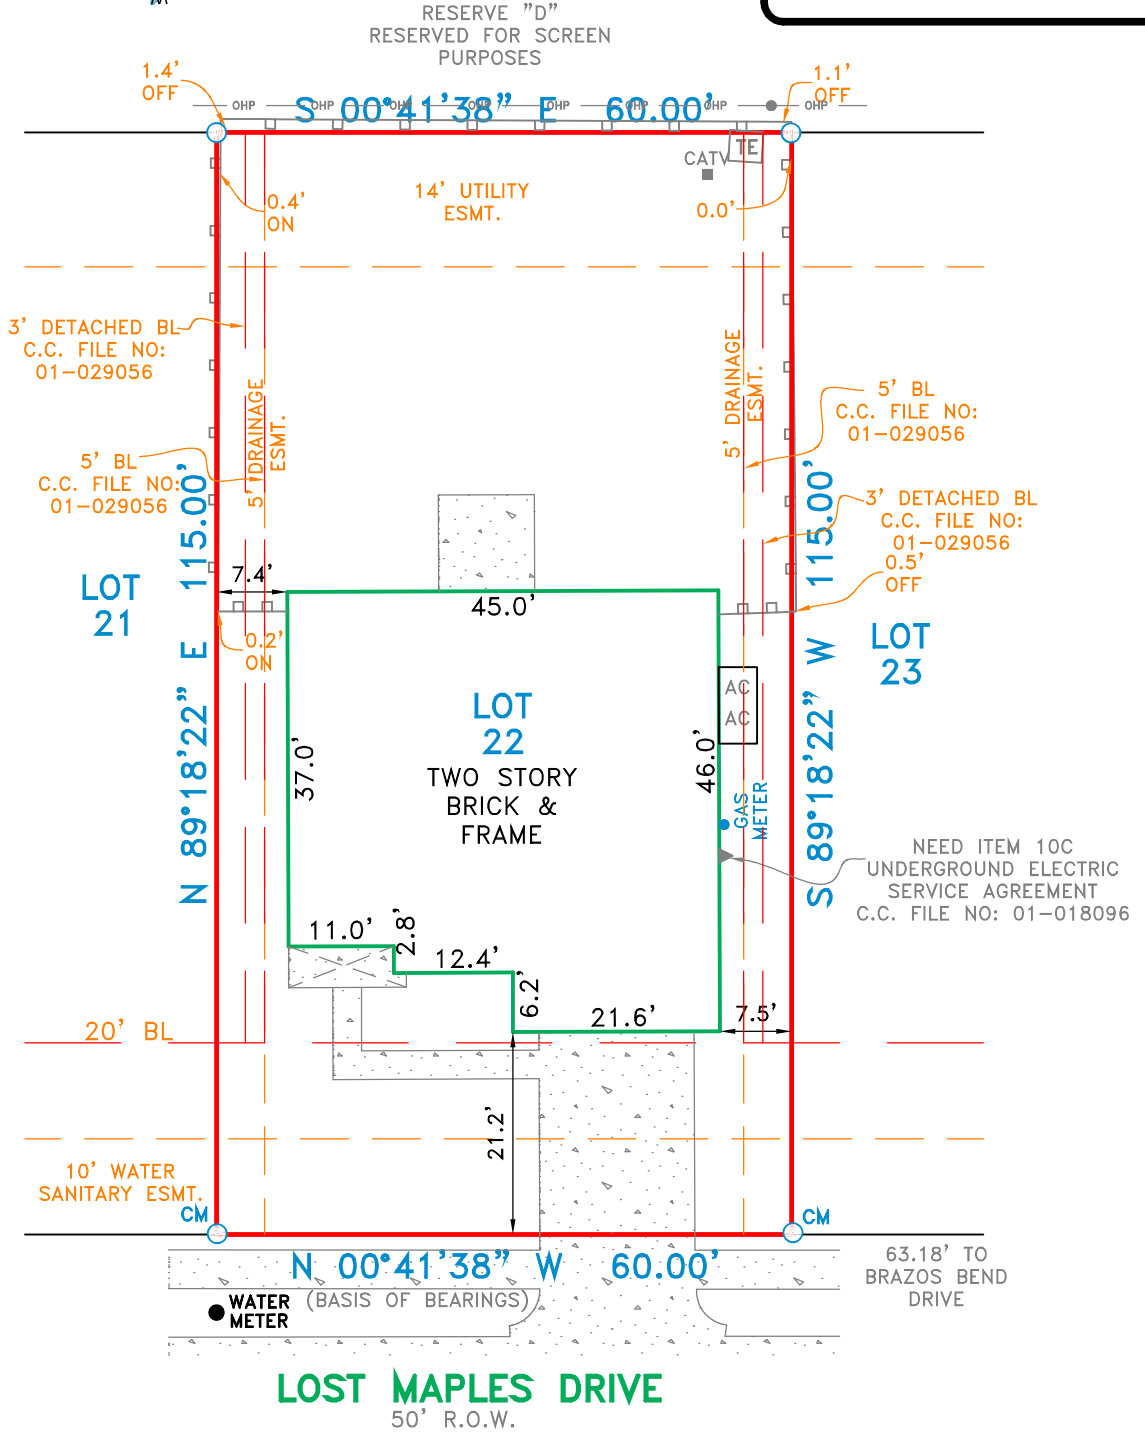 RESERVE "D"
RESERVED FOR SCREEN
PURPOSES
1.4'
OFF
1.1'
OFF
OHP OHP OHP OHP OHP OHP OHP OHP
S 00°41'38" E 60.00'
TE
CATV
14' UTILITY
ESMT.
0.4'
ON
0.0'
3' DETACHED BL
C.C. FILE NO:
01-029056
5' DRAINAGE
ESMT.
5' DRAINAGE
ESMT.
5' BL
C.C. FILE NO:
01-029056
5' BL
C.C. FILE NO:
01-029056
3' DETACHED BL
C.C. FILE NO:
01-029056
0.5'
OFF
N 89°18'22" E 115.00'
S 89°18'22" W 115.00'
7.4'
45.0'
LOT
21
0.2'
ON
LOT
23
AC
AC
LOT
22
TWO STORY
BRICK &
FRAME
37.0'
46.0'
GAS
METER
NEED ITEM 10C
UNDERGROUND ELECTRIC
SERVICE AGREEMENT
C.C. FILE NO: 01-018096
11.0'
2.8'
12.4'
6.2'
21.6'
7.5'
20' BL
21.2'
10' WATER
SANITARY ESMT.
CM
CM
N 00°41'38" W 60.00'
(BASIS OF BEARINGS)
63.18' TO
BRAZOS BEND
DRIVE
WATER
METER
LOST MAPLES DRIVE
50' R.O.W.